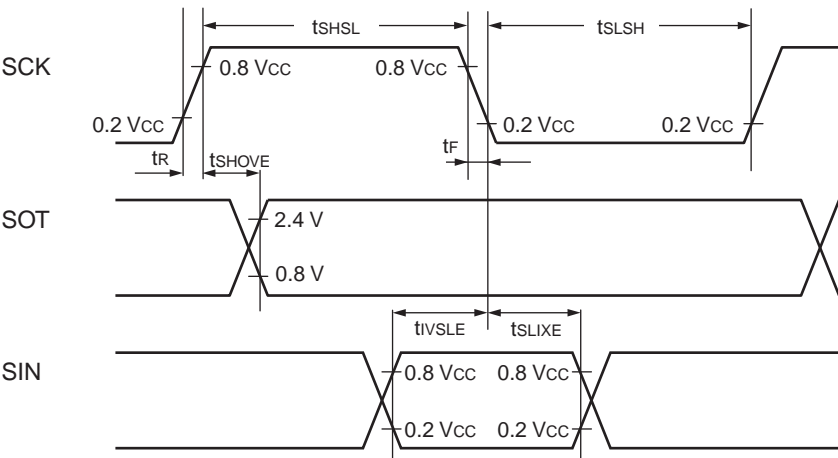 tSHSL tSLSH
SCK
0.8 VCC 0.8 VCC
0.2 VCC 0.2 VCC 0.2 VCC
tR tSHOVE tF
SOT
2.4 V
0.8 V
tIVSLE tSLIXE
SIN
0.8 VCC 0.8 VCC
0.2 VCC 0.2 VCC